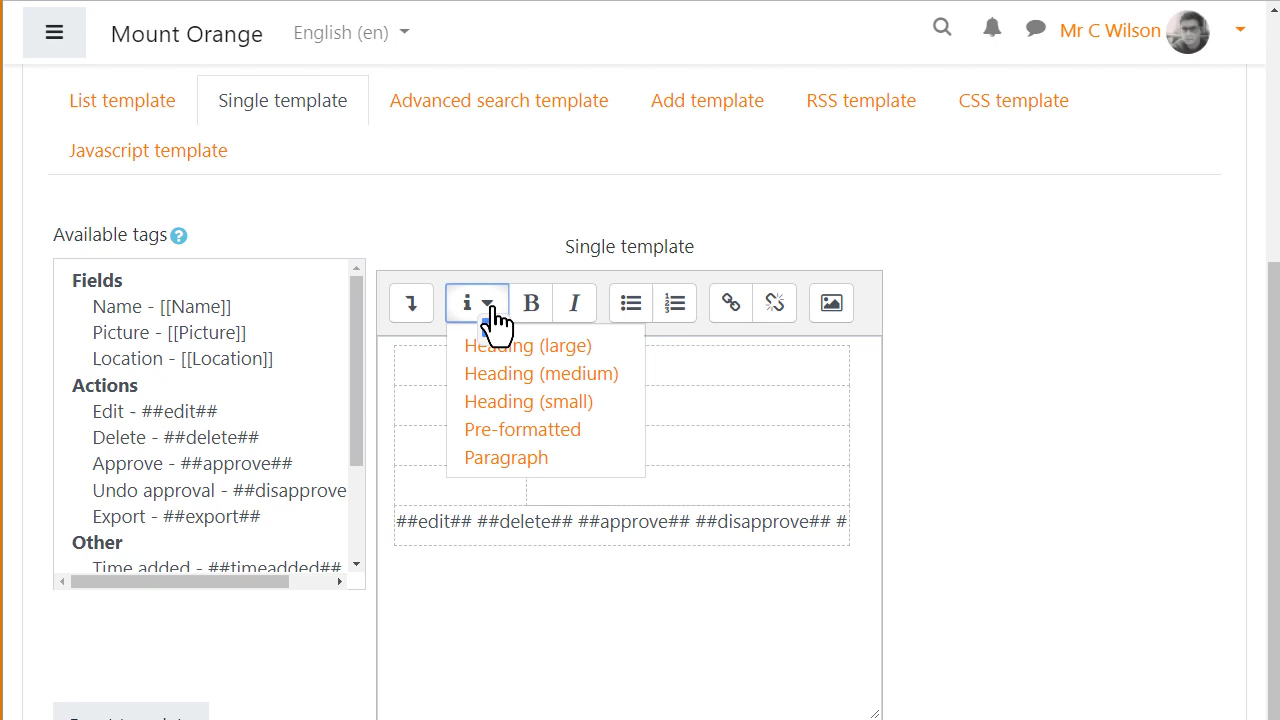 Mount Orange English (en) Mr C Wilson
List template Single template Advanced search template Add template RSS template CSS template
Javascript template
Available tags
Single template
Fields
Name - [[Name]]
Picture - [[Picture]]
Location - [[Location]]
Actions
Edit - ##edit##
Delete - ##delete##
Approve - ##approve##
Undo approval - ##disapprove
Export - ##export##
Other
Time added - ##timeadded##
B I
Heading (large)
Heading (medium)
Heading (small)
Pre-formatted
Paragraph
##edit## ##delete## ##approve## ##disapprove## #